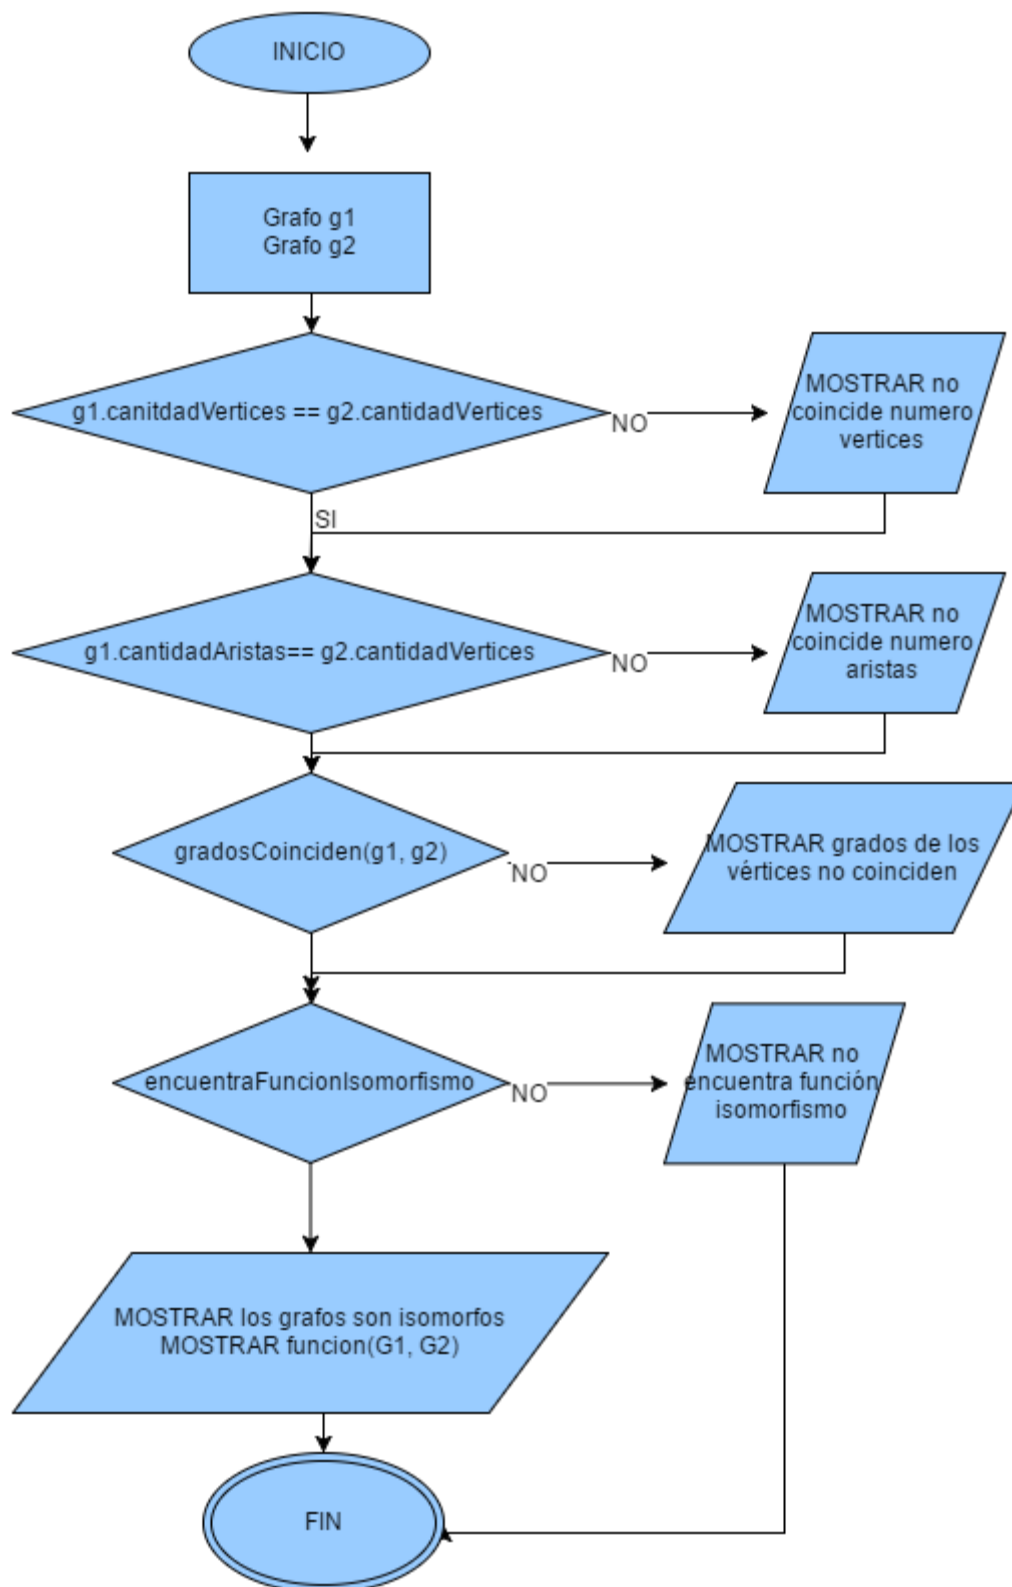 INICIO
Grafo g1
Grafo g2
g1.canitdadVertices == g2.cantidadVertices
NO
MOSTRAR no
coincide numero
vertices
SI
g1.cantidadAristas== g2.cantidadVertices
NO
MOSTRAR no
coincide numero
aristas
gradosCoinciden(g1, g2)
NO
MOSTRAR grados de los
vértices no coinciden
encuentraFuncionIsomorfismo
NO
MOSTRAR no
encuentra función
isomorfismo
MOSTRAR los grafos son isomorfos
MOSTRAR funcion(G1, G2)
FIN